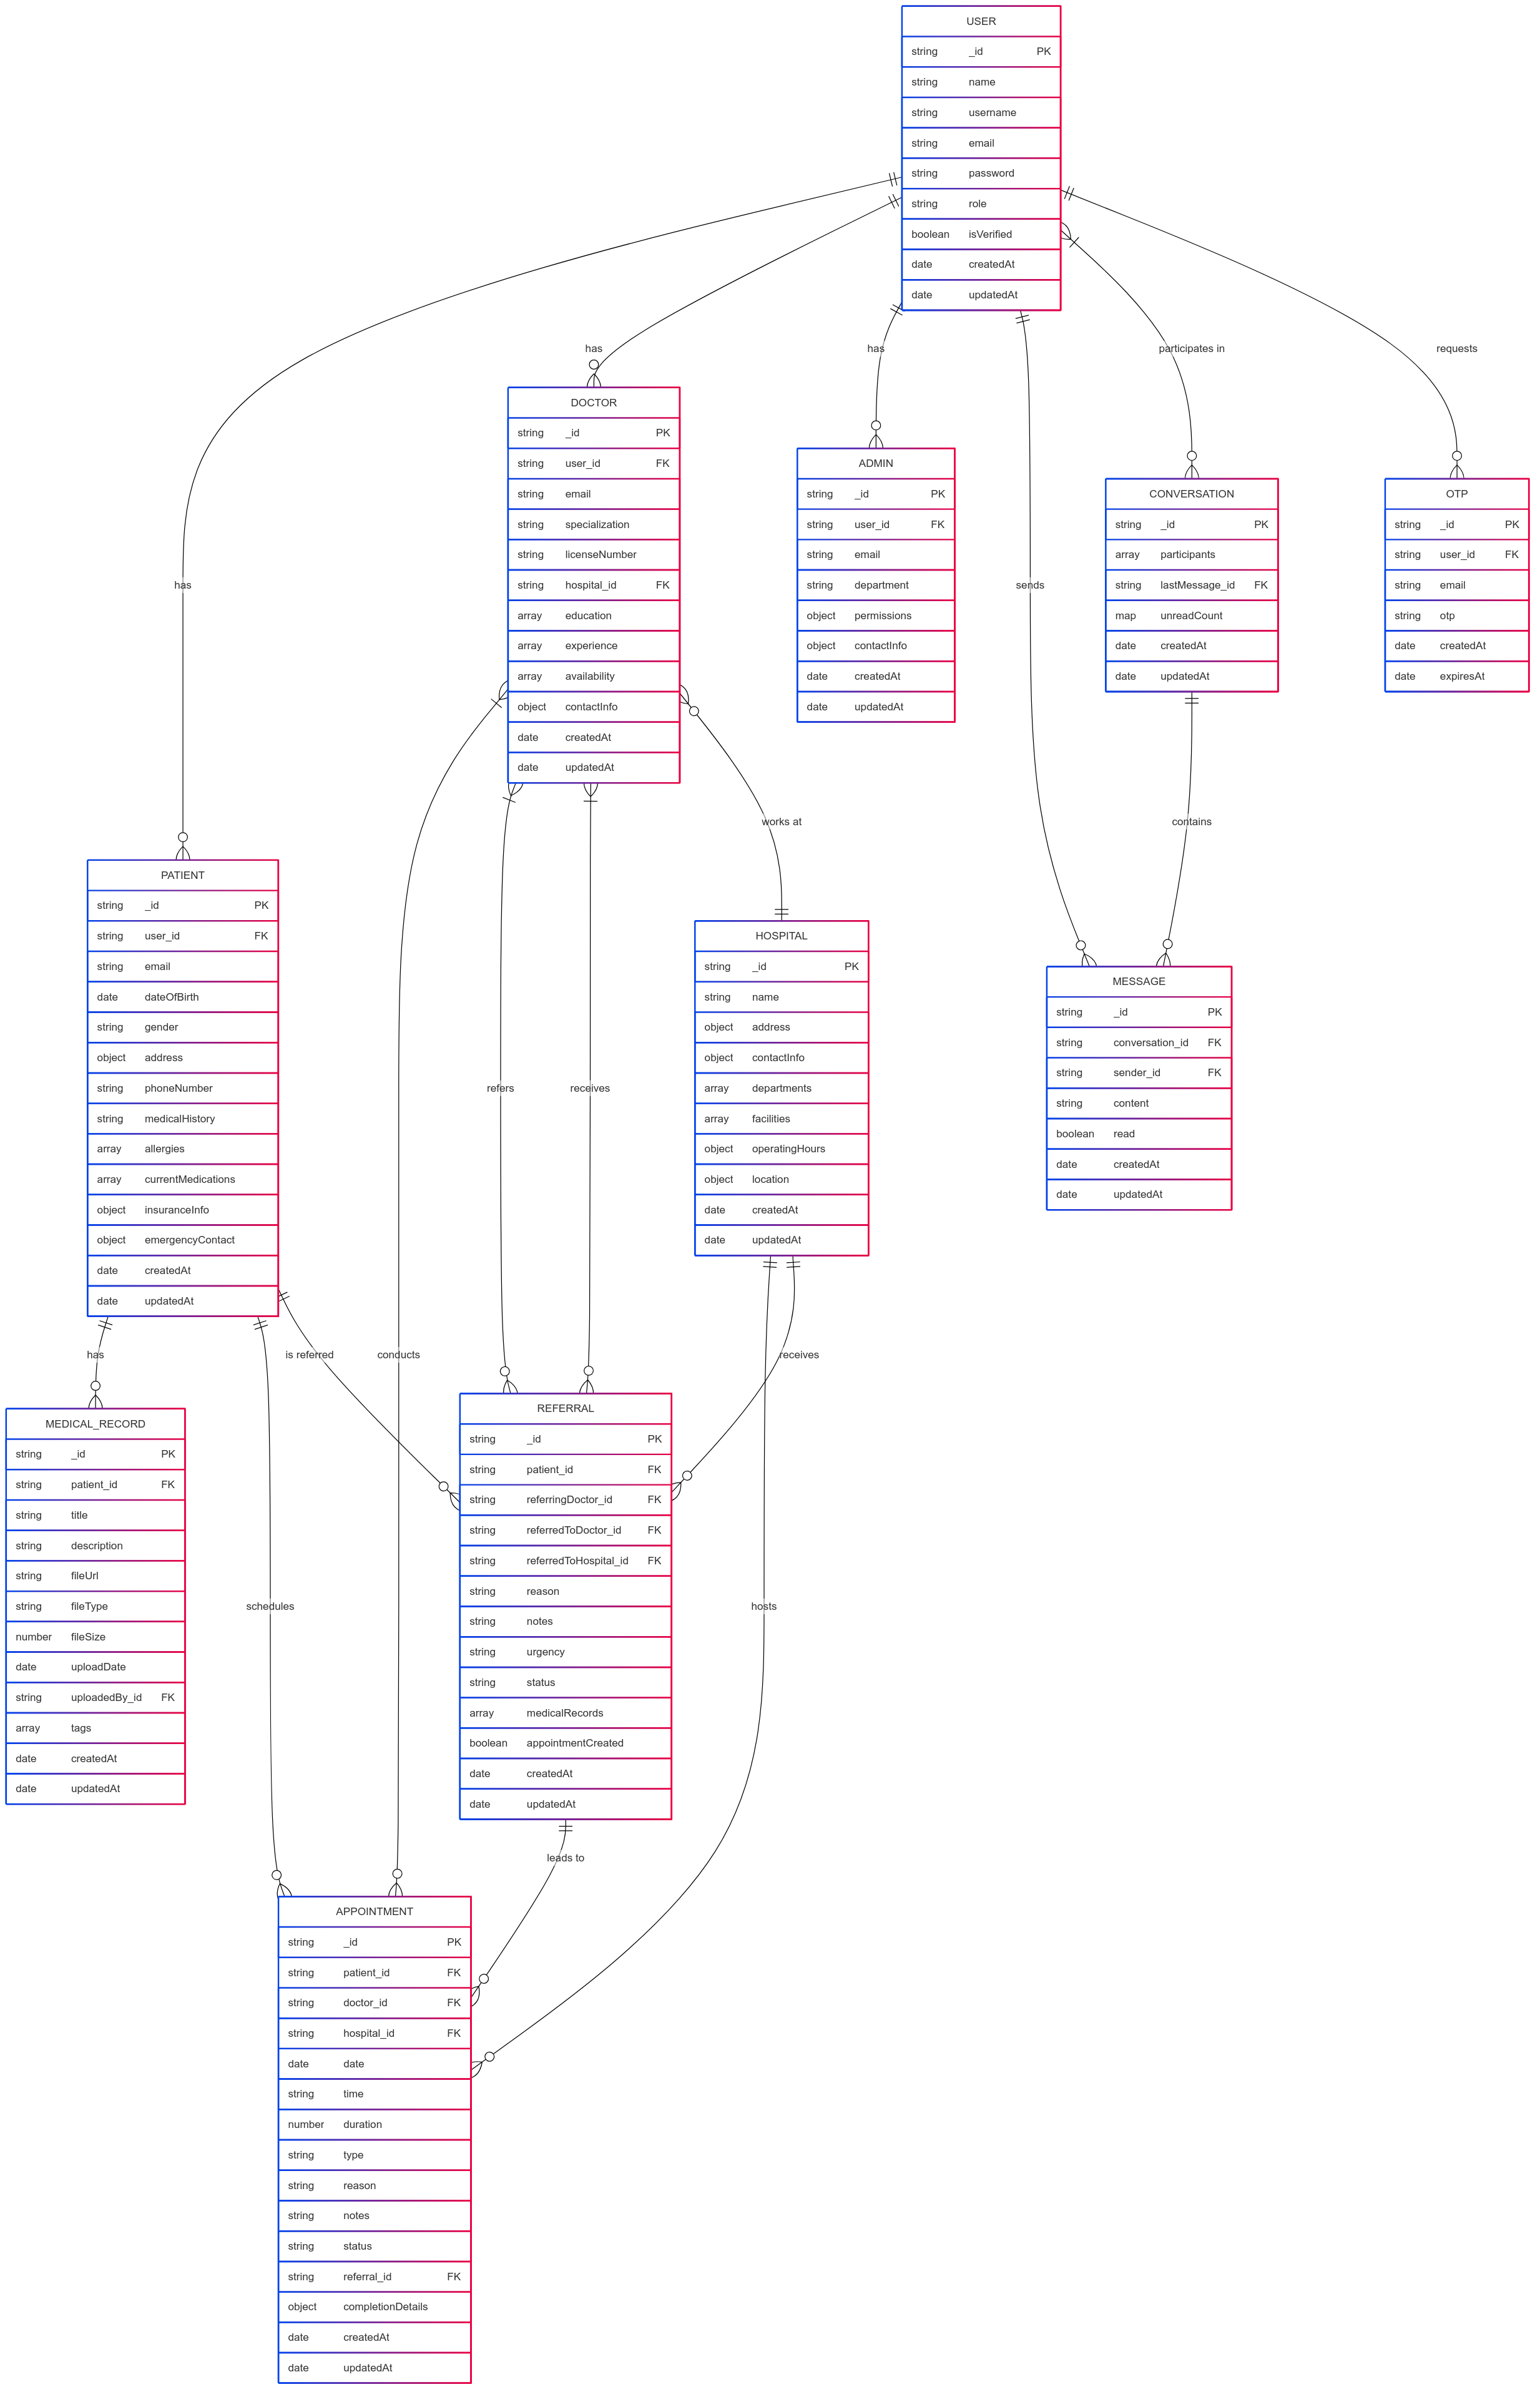 USER
string _id PK
string name
string username
string email
string password
string role
boolean isVerified
date createdAt
date updatedAt
has
has
participates in
requests
DOCTOR
string _id PK
string user_id FK
string email
string specialization
string licenseNumber
string hospital_id FK
array education
array experience
array availability
object contactInfo
date createdAt
date updatedAt
ADMIN
string _id PK
string user_id FK
string email
string department
object permissions
object contactInfo
date createdAt
date updatedAt
CONVERSATION
string _id PK
array participants
string lastMessage_id FK
map unreadCount
date createdAt
date updatedAt
OTP
string _id PK
string user_id FK
string email
string otp
date createdAt
date expiresAt
has
sends
works at
contains
PATIENT
string _id PK
string user_id FK
string email
date dateOfBirth
string gender
object address
string phoneNumber
string medicalHistory
array allergies
array currentMedications
object insuranceInfo
object emergencyContact
date createdAt
date updatedAt
HOSPITAL
string _id PK
string name
object address
object contactInfo
array departments
array facilities
object operatingHours
object location
date createdAt
date updatedAt
MESSAGE
string _id PK
string conversation_id FK
string sender_id FK
string content
boolean read
date createdAt
date updatedAt
refers
receives
has
is referred
conducts
receives
MEDICAL_RECORD
string _id PK
string patient_id FK
string title
string description
string fileUrl
string fileType
number fileSize
date uploadDate
string uploadedBy_id FK
array tags
date createdAt
date updatedAt
REFERRAL
string _id PK
string patient_id FK
string referringDoctor_id FK
string referredToDoctor_id FK
string referredToHospital_id FK
string reason
string notes
string urgency
string status
array medicalRecords
boolean appointmentCreated
date createdAt
date updatedAt
schedules
hosts
leads to
APPOINTMENT
string _id PK
string patient_id FK
string doctor_id FK
string hospital_id FK
date date
string time
number duration
string type
string reason
string notes
string status
string referral_id FK
object completionDetails
date createdAt
date updatedAt